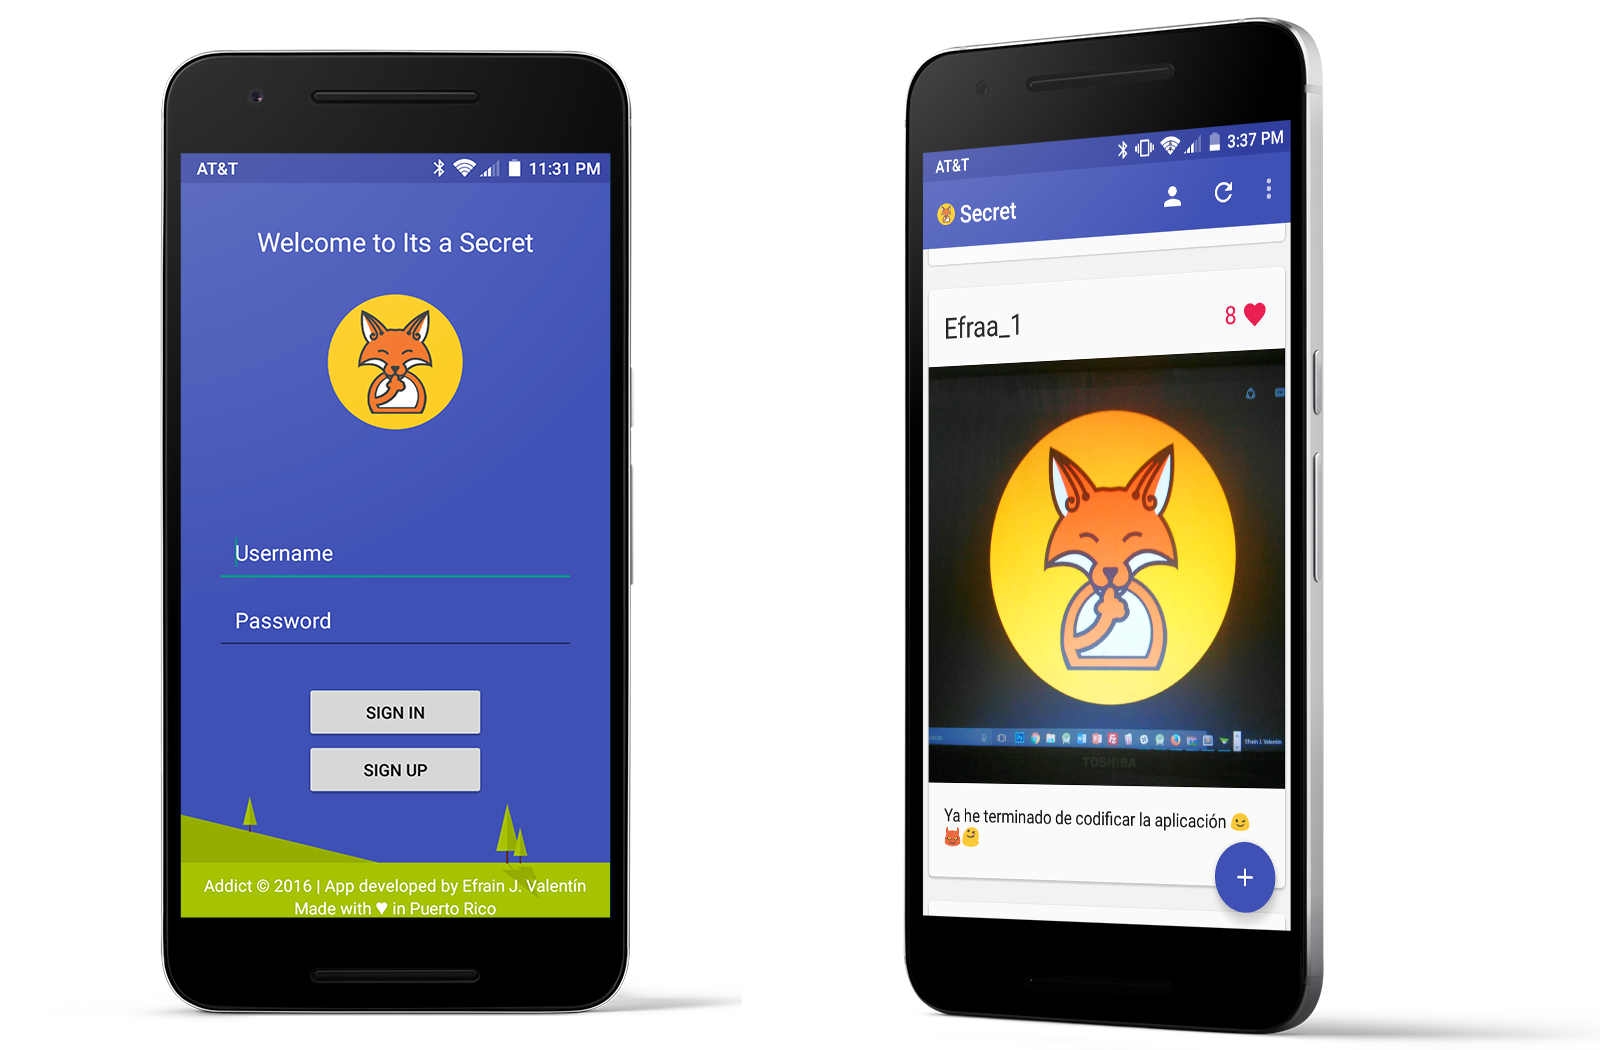 AT&T 11:31 PM
Welcome to Its a Secret
Username
Password
SIGN IN
SIGN UP
Addict © 2016 | App developed by Efrain J. Valentín
Made with ♥ in Puerto Rico
AT&T 3:37 PM
Secret
Efraa_1 8
Efrain J. Valentin
TOSHIBA
Ya he terminado de codificar la aplicación 😉
😈😉